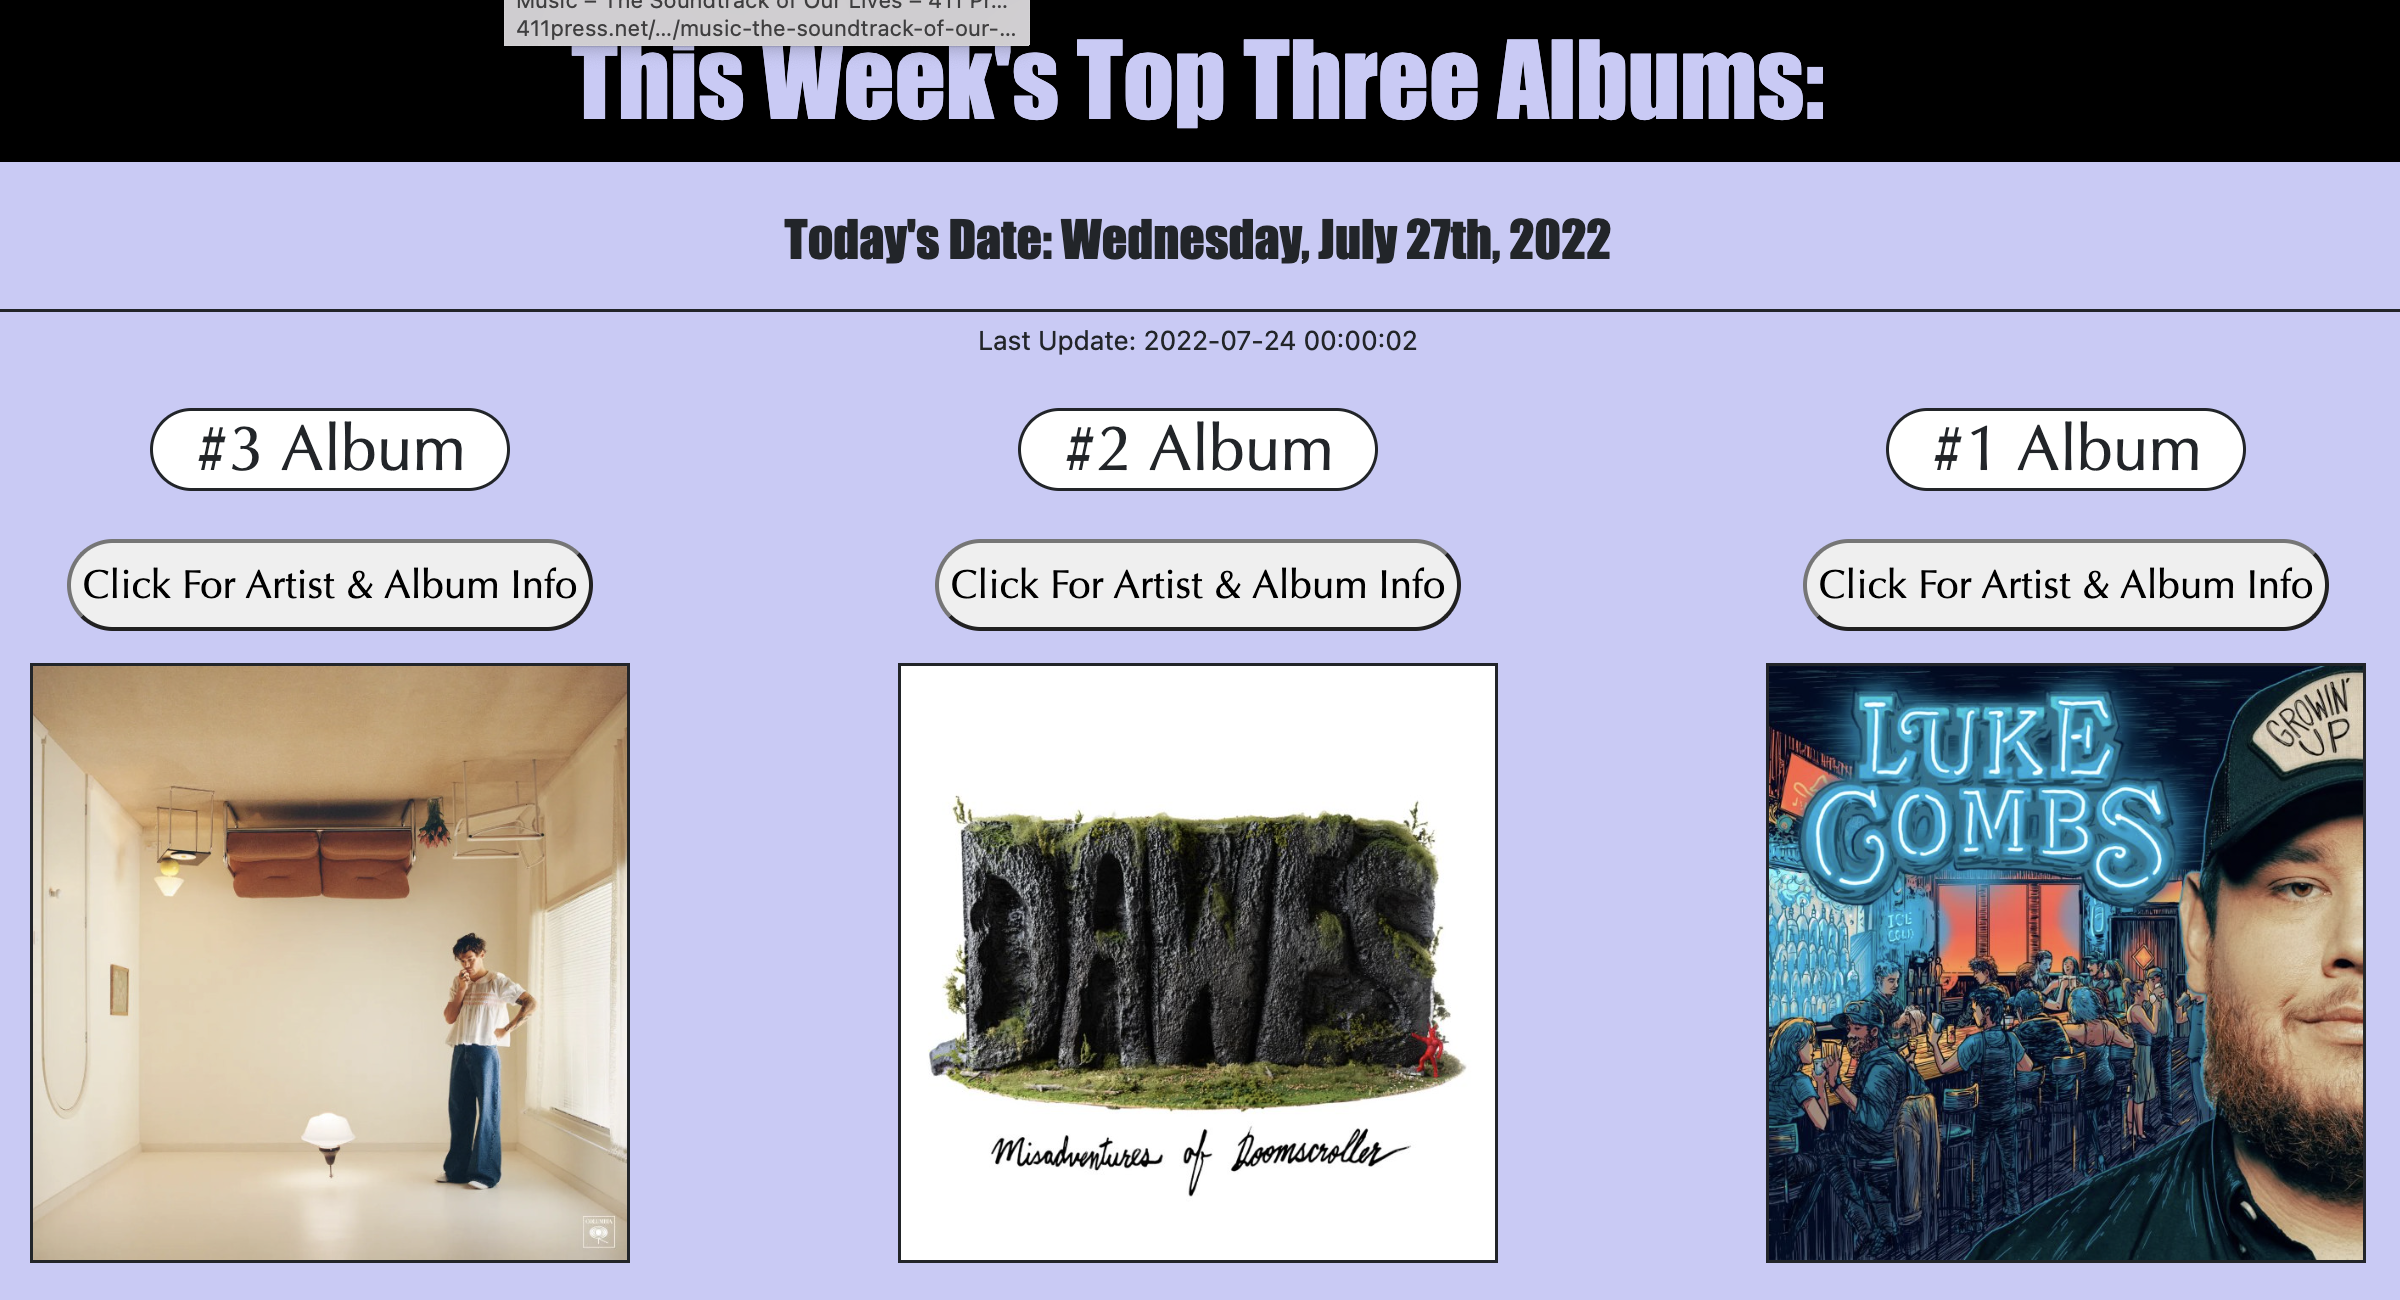 Music – The Soundtrack of Our Lives – 411 Pr...
411press.net/.../music-the-soundtrack-of-our-...
This Week's Top Three Albums:
Today's Date: Wednesday, July 27th, 2022
Last Update: 2022-07-24 00:00:02
#3 Album
#2 Album
#1 Album
Click For Artist & Album Info
Click For Artist & Album Info
Click For Artist & Album Info
COLUMBIA
DAWES
Misadventures of Doomscroller
LUKE
COMBS
GROWIN'
UP
ICE
COLD